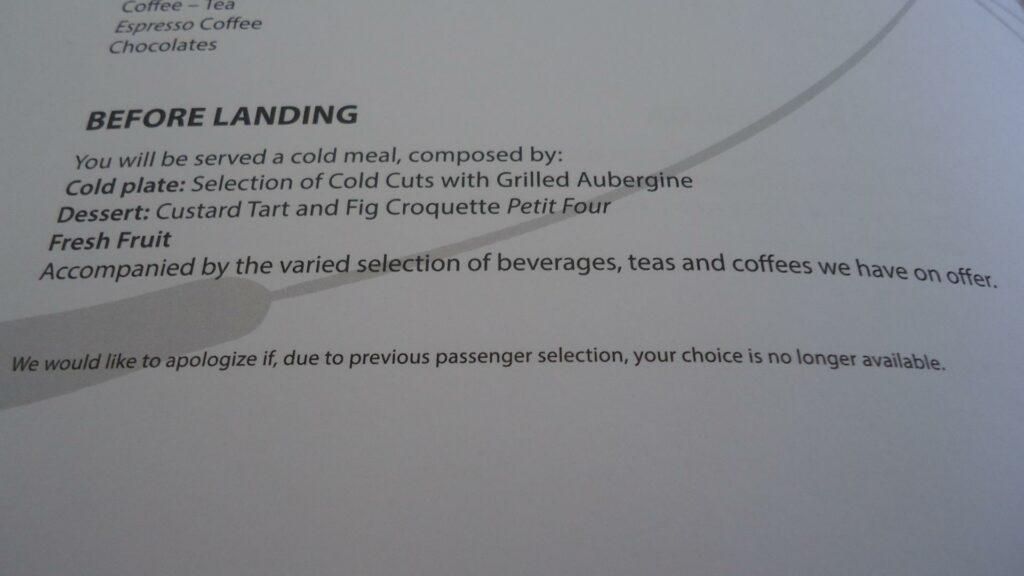 Coffee – Tea
Espresso Coffee
Chocolates
BEFORE LANDING
You will be served a cold meal, composed by:
Cold plate: Selection of Cold Cuts with Grilled Aubergine
Dessert: Custard Tart and Fig Croquette Petit Four
Fresh Fruit
Accompanied by the varied selection of beverages, teas and coffees we have on offer.
We would like to apologize if, due to previous passenger selection, your choice is no longer available.